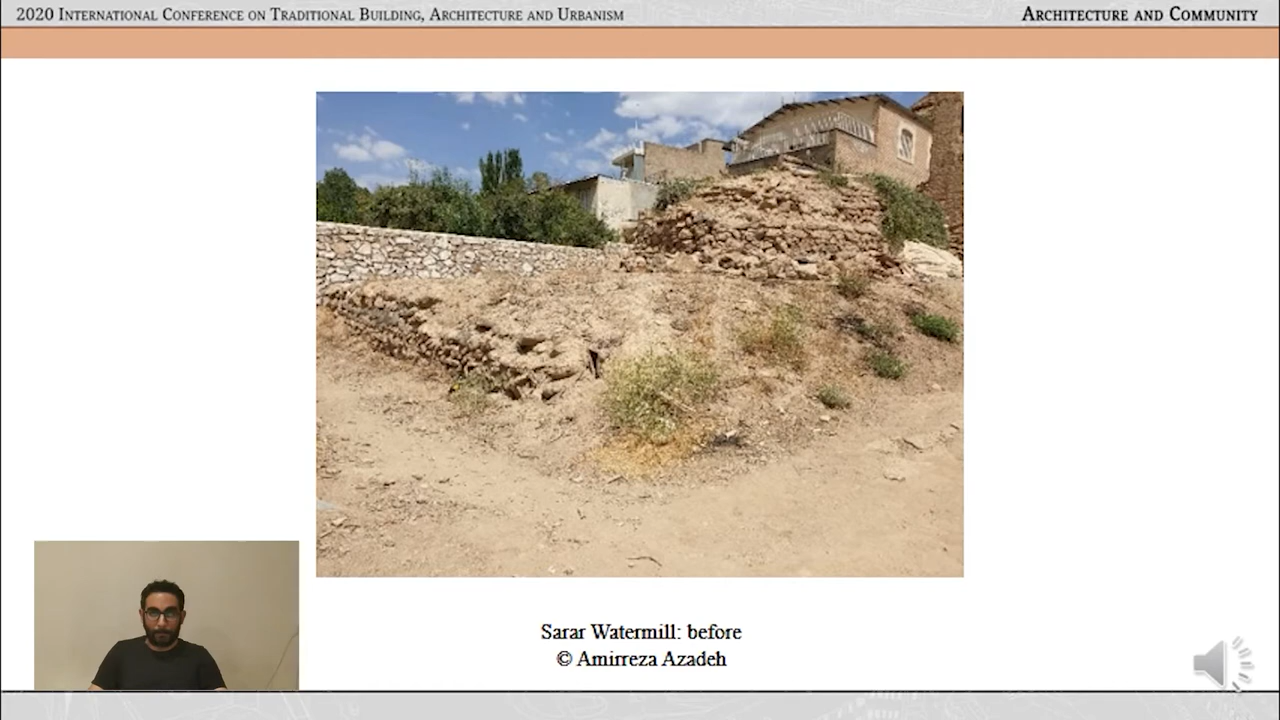 2020 International Conference on Traditional Building, Architecture and Urbanism
Architecture and Community
Sarar Watermill: before
© Amirreza Azadeh